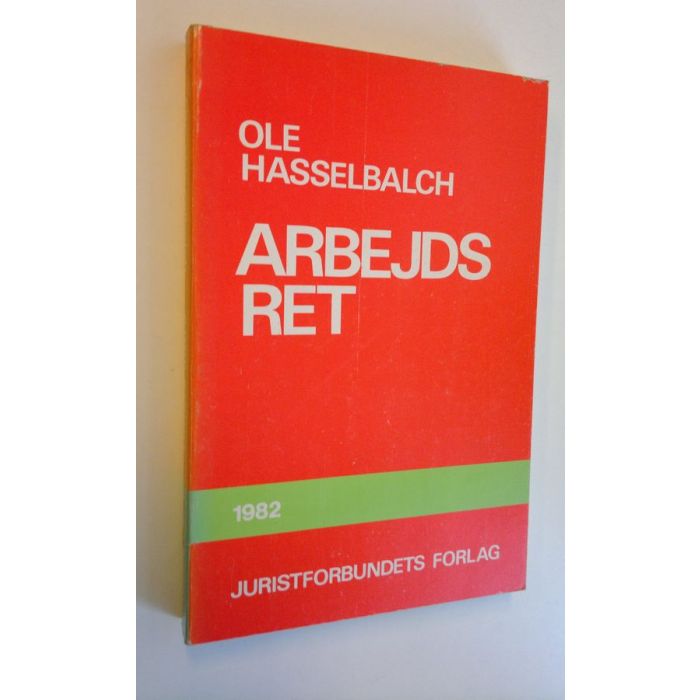 OLE
HASSELBALCH
ARBEJDS
RET
1982
JURISTFORBUNDETS FORLAG